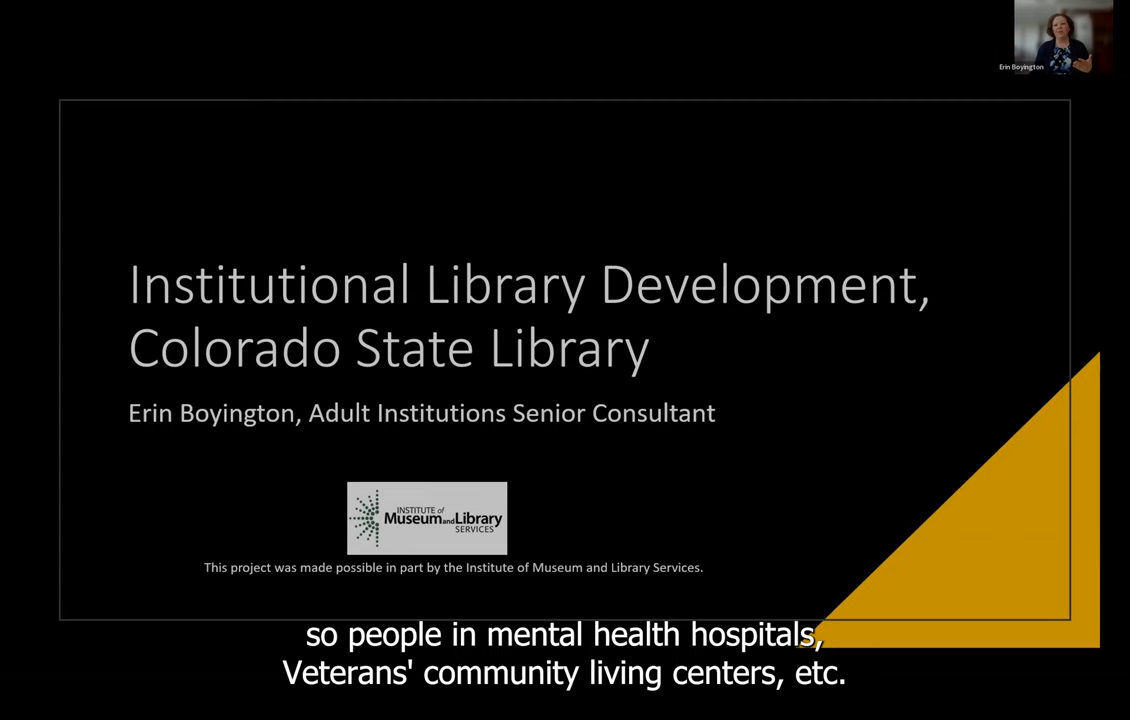 Erin Boyington
Institutional Library Development,
Colorado State Library
Erin Boyington, Adult Institutions Senior Consultant
INSTITUTE of
Museum and Library
SERVICES
This project was made possible in part by the Institute of Museum and Library Services.
so people in mental health hospitals,
Veterans' community living centers, etc.